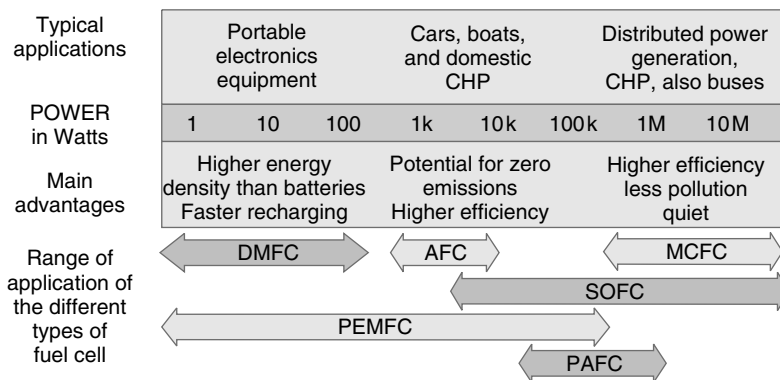 Typical
applications
Portable
electronics
equipment
Cars, boats,
and domestic
CHP
Distributed power
generation,
CHP, also buses
POWER
in Watts
1 10 100 1k 10k 100k 1M 10M
Main
advantages
Higher energy
density than batteries
Faster recharging
Potential for zero
emissions
Higher efficiency
Higher efficiency
less pollution
quiet
Range of
application of
the different
types of
fuel cell
DMFC AFC MCFC
SOFC
PEMFC
PAFC